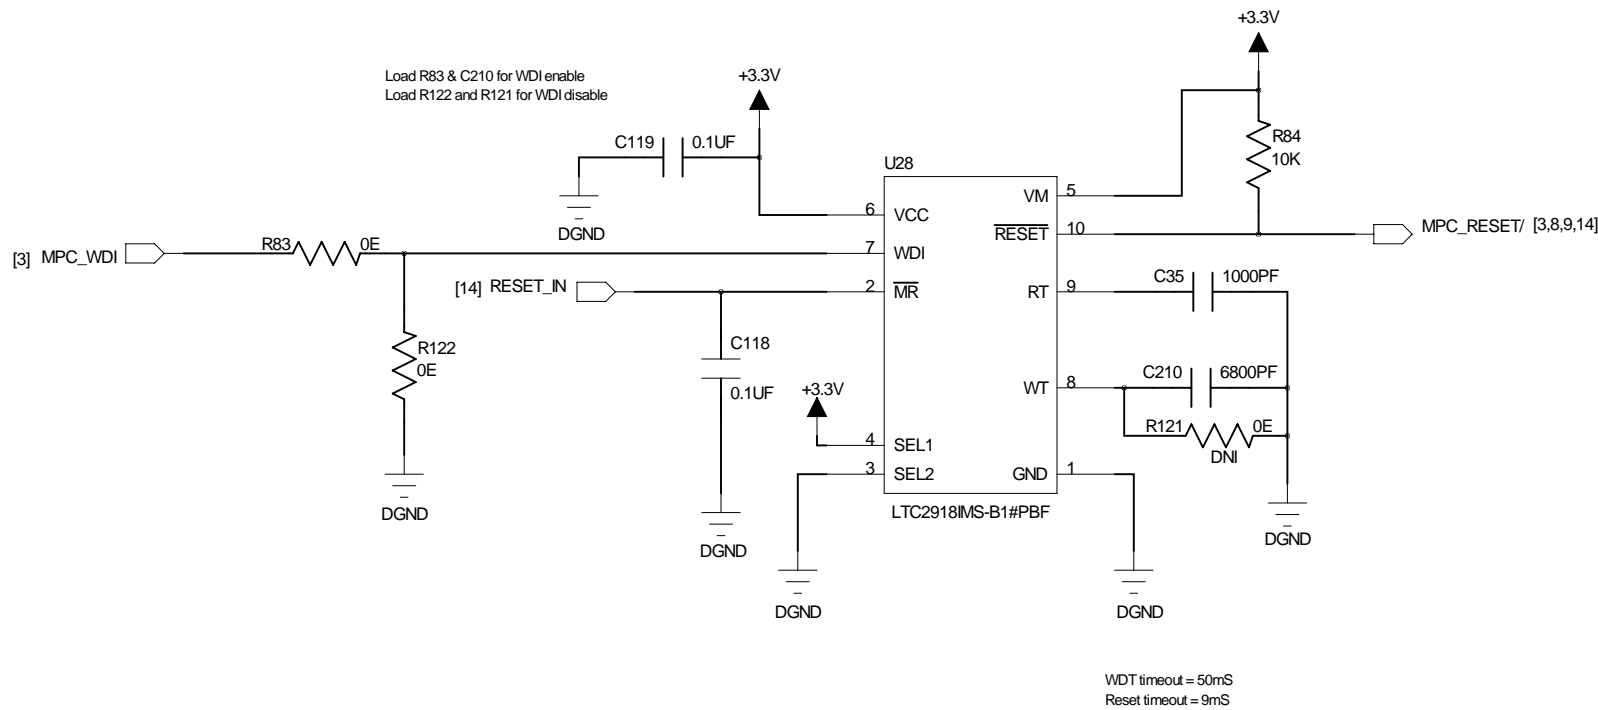 +3.3V
Load R83 & C210 for WDI enable
Load R122 and R121 for WDI disable
+3.3V
C119 0.1UF
DGND
R84
10K
U28
VM 5
6 VCC
RESET 10
MPC_RESET/ [3,8,9,14]
[3] MPC_WDI
R83 0E
7 WDI
[14] RESET_IN
2 MR
RT 9
C35 1000PF
R122
0E
C118
0.1UF
WT 8
C210 6800PF
+3.3V
R121 0E
DNI
4 SEL1
3 SEL2
GND 1
DGND
LTC2918IMS-B1#PBF
DGND
DGND
DGND
DGND
WDT timeout = 50mS
Reset timeout = 9mS